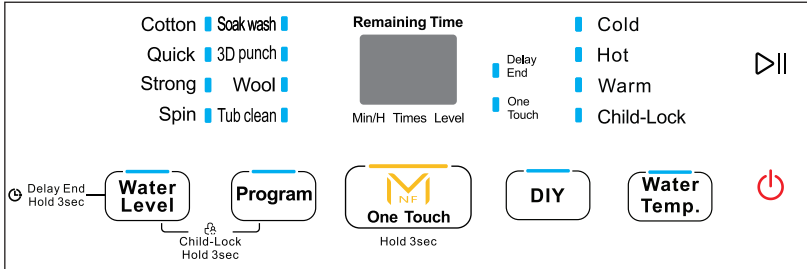 Cotton Soak wash
Quick 3D punch
Strong Wool
Spin Tub clean
Remaining Time
Min/H Times Level
Delay
End
One
Touch
Cold
Hot
Warm
Child-Lock
Delay End
Hold 3sec
Water
Level
Program
Child-Lock
Hold 3sec
NF
One Touch
Hold 3sec
DIY
Water
Temp.